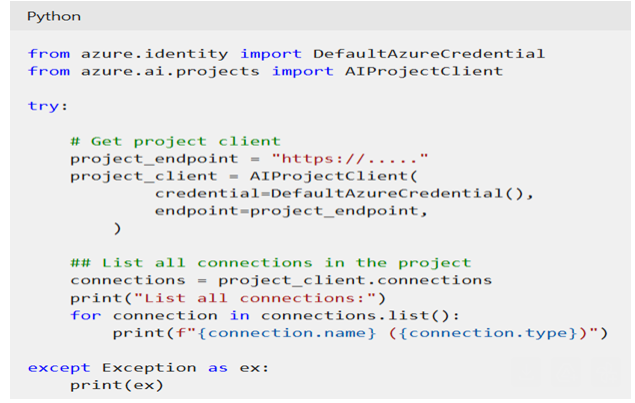 Python
from azure.identity import DefaultAzureCredential
from azure.ai.projects import AIProjectClient
try:
# Get project client
project_endpoint = "https://....."
project_client = AIProjectClient(
credential=DefaultAzureCredential(),
endpoint=project_endpoint,
)
## List all connections in the project
connections = project_client.connections
print("List all connections:")
for connection in connections.list():
print(f"{connection.name} ({connection.type})")
except Exception as ex:
print(ex)